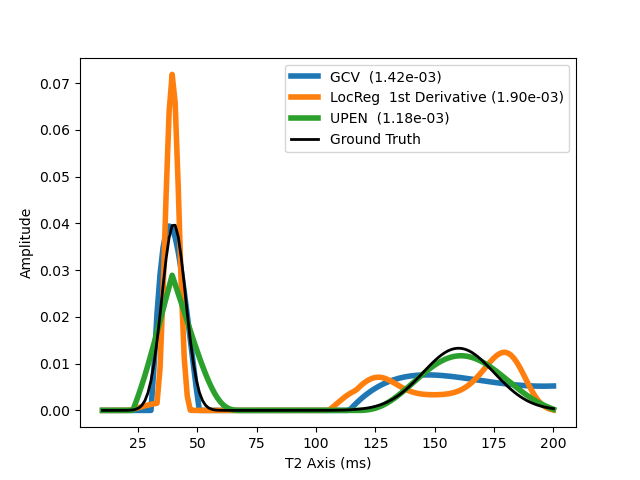 GCV  (1.42e-03)
LocReg  1st Derivative (1.90e-03)
UPEN  (1.18e-03)
Ground Truth
0.07
0.06
0.05
0.04
0.03
0.02
0.01
0.00
Amplitude
25 50 75 100 125 150 175 200
T2 Axis (ms)